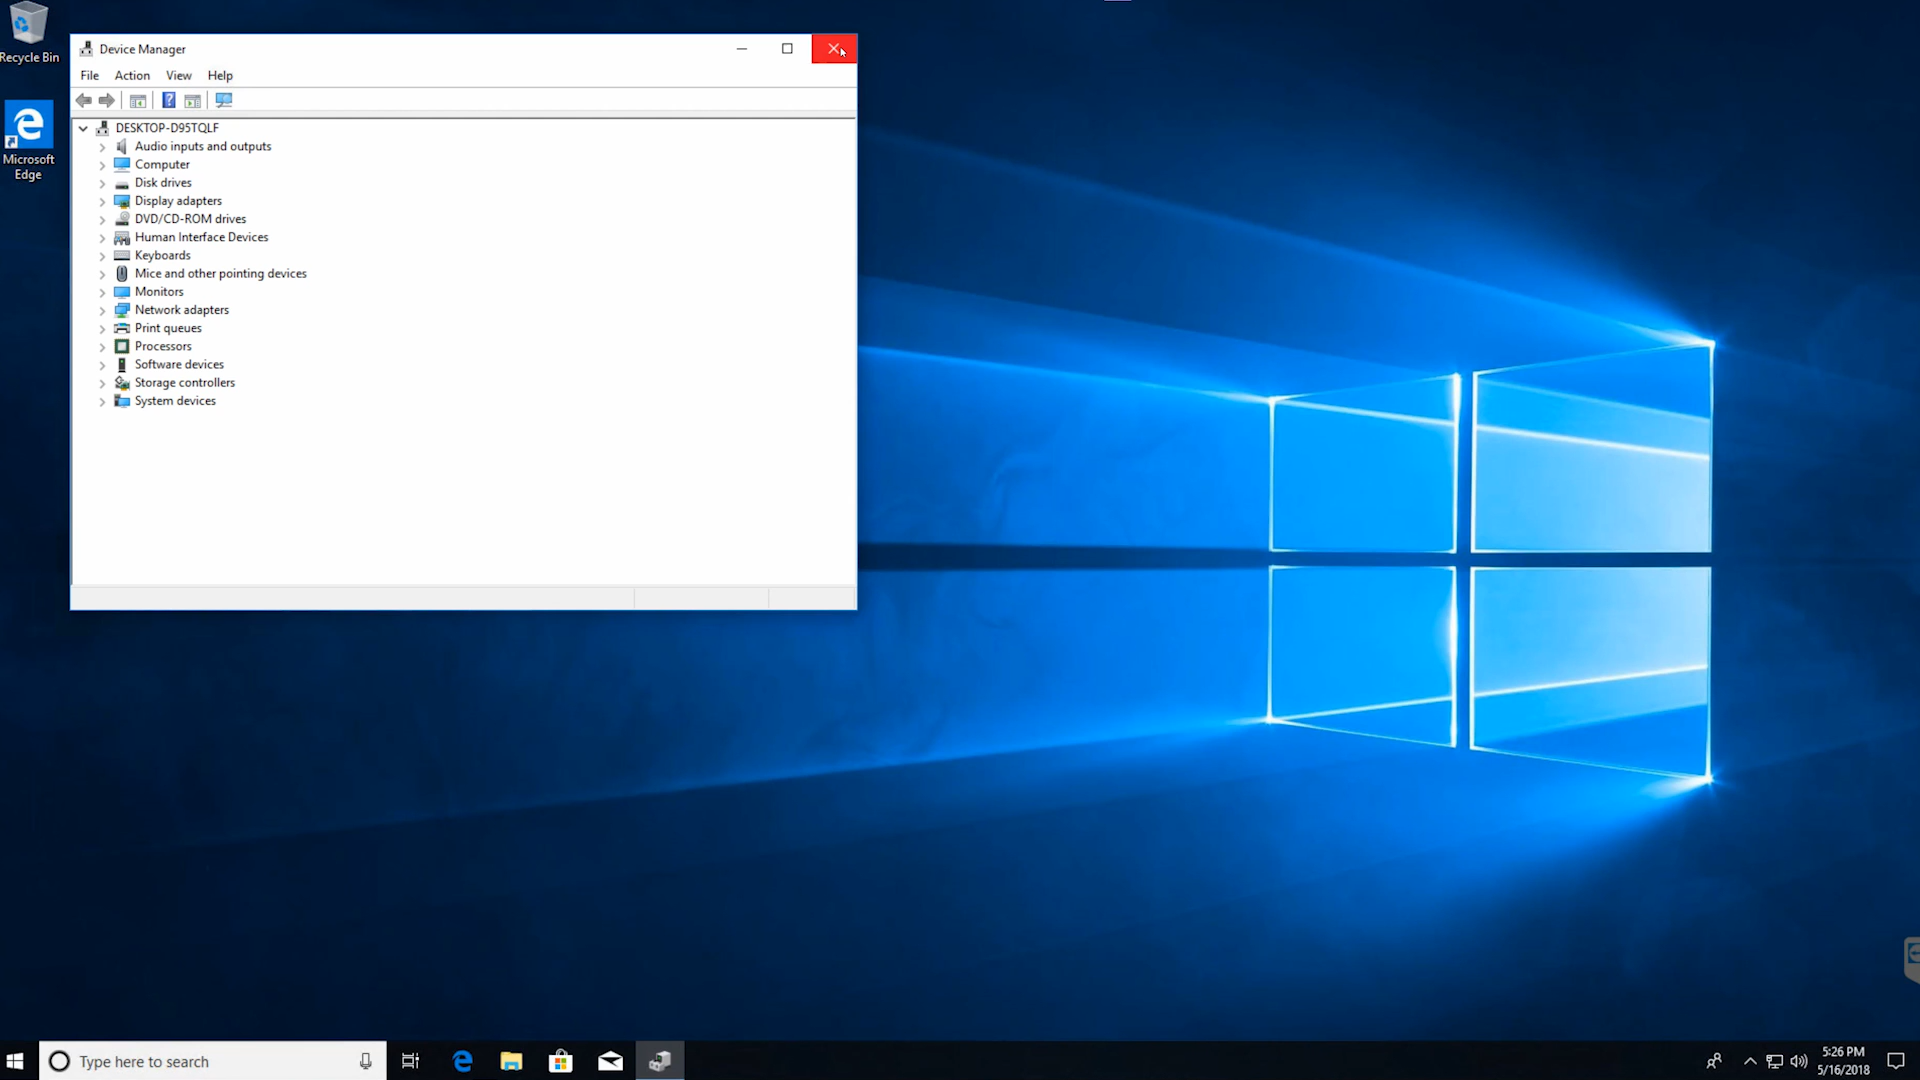 Recycle Bin
Microsoft
Edge
Device Manager
File Action View Help
DESKTOP-D95TQLF
Audio inputs and outputs
Computer
Disk drives
Display adapters
DVD/CD-ROM drives
Human Interface Devices
Keyboards
Mice and other pointing devices
Monitors
Network adapters
Print queues
Processors
Software devices
Storage controllers
System devices
Type here to search
5:26 PM
5/16/2018